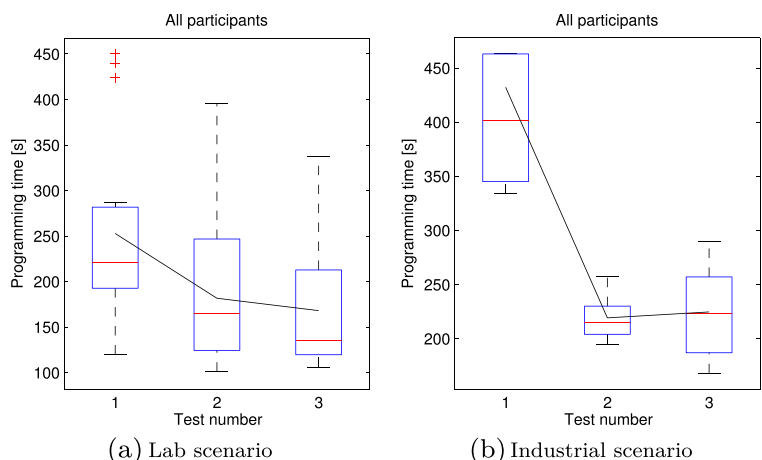 All participants
450
400
350
300
250
200
150
100
Programming time [s]
1 2 3
Test number
(a) Lab scenario
All participants
450
400
350
300
250
200
Programming time [s]
1 2 3
Test number
(b) Industrial scenario